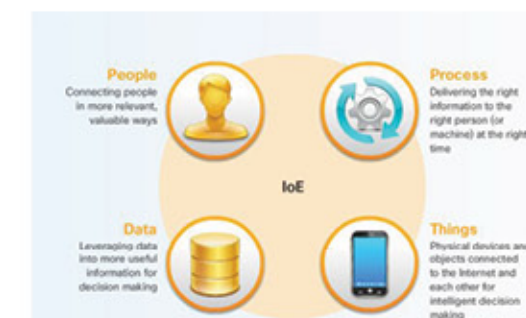 People
Connecting people
in more relevant,
valuable ways
Process
Delivering the right
information to the
right person (or
machine) at the right
time
IoE
Data
Leveraging data
into more useful
information for
decision making
Things
Physical devices and
objects connected
to the Internet and
each other for
intelligent decision
making